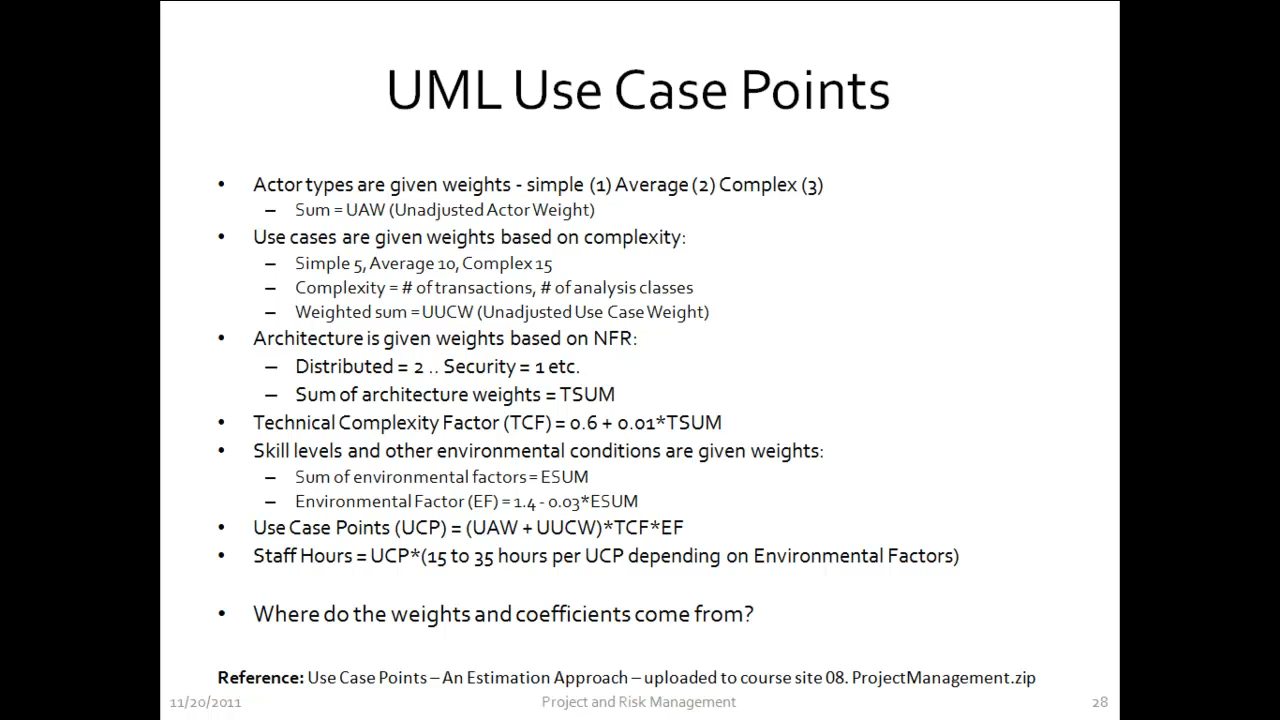 UML Use Case Points
• Actor types are given weights - simple (1) Average (2) Complex (3)
– Sum = UAW (Unadjusted Actor Weight)
• Use cases are given weights based on complexity:
– Simple 5, Average 10, Complex 15
– Complexity = # of transactions, # of analysis classes
– Weighted sum = UUCW (Unadjusted Use Case Weight)
• Architecture is given weights based on NFR:
– Distributed = 2 .. Security = 1 etc.
– Sum of architecture weights = TSUM
• Technical Complexity Factor (TCF) = 0.6 + 0.01*TSUM
• Skill levels and other environmental conditions are given weights:
– Sum of environmental factors = ESUM
– Environmental Factor (EF) = 1.4 - 0.03*ESUM
• Use Case Points (UCP) = (UAW + UUCW)*TCF*EF
• Staff Hours = UCP*(15 to 35 hours per UCP depending on Environmental Factors)
• Where do the weights and coefficients come from?
Reference: Use Case Points – An Estimation Approach – uploaded to course site 08. ProjectManagement.zip
11/20/2011 Project and Risk Management 28